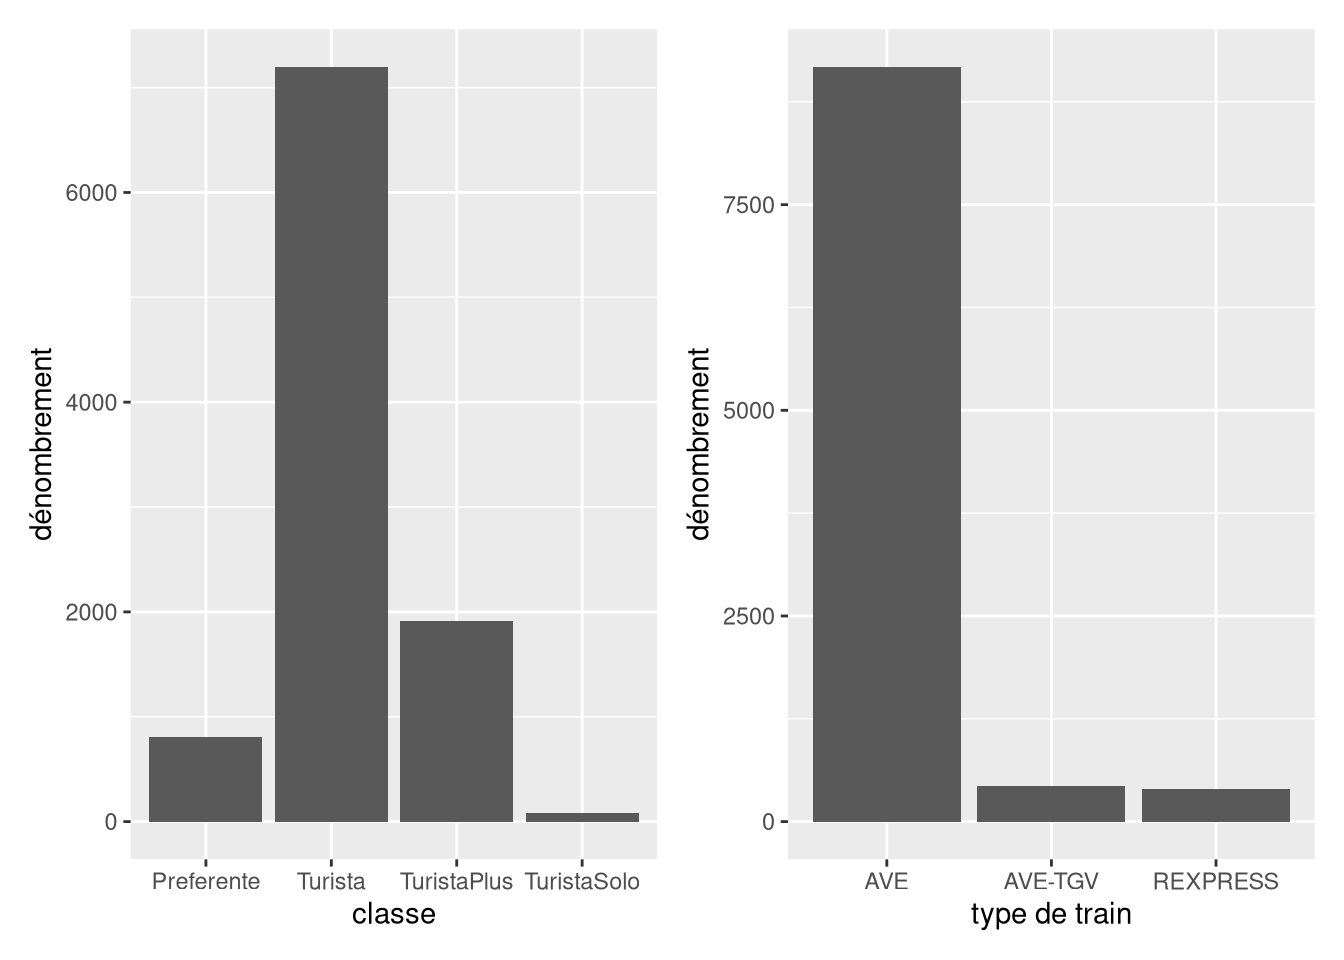 dénombrement
6000
4000
2000
0
Preferente Turista TuristaPlus TuristaSolo
classe
dénombrement
7500
5000
2500
0
AVE AVE-TGV REXPRESS
type de train